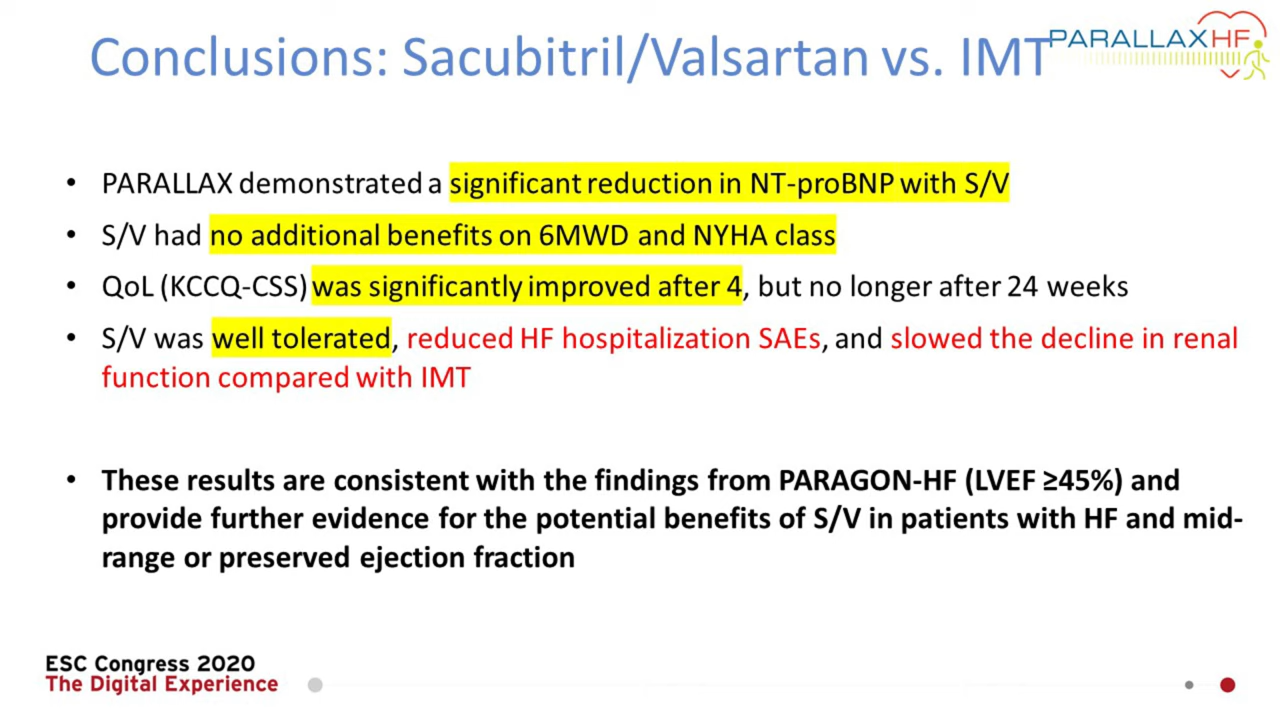 Conclusions: Sacubitril/Valsartan vs. IMT
PARALLAXHF
• PARALLAX demonstrated a significant reduction in NT-proBNP with S/V
• S/V had no additional benefits on 6MWD and NYHA class
• QoL (KCCQ-CSS) was significantly improved after 4, but no longer after 24 weeks
• S/V was well tolerated, reduced HF hospitalization SAEs, and slowed the decline in renal
function compared with IMT
• These results are consistent with the findings from PARAGON-HF (LVEF ≥45%) and
provide further evidence for the potential benefits of S/V in patients with HF and mid-
range or preserved ejection fraction
ESC Congress 2020
The Digital Experience